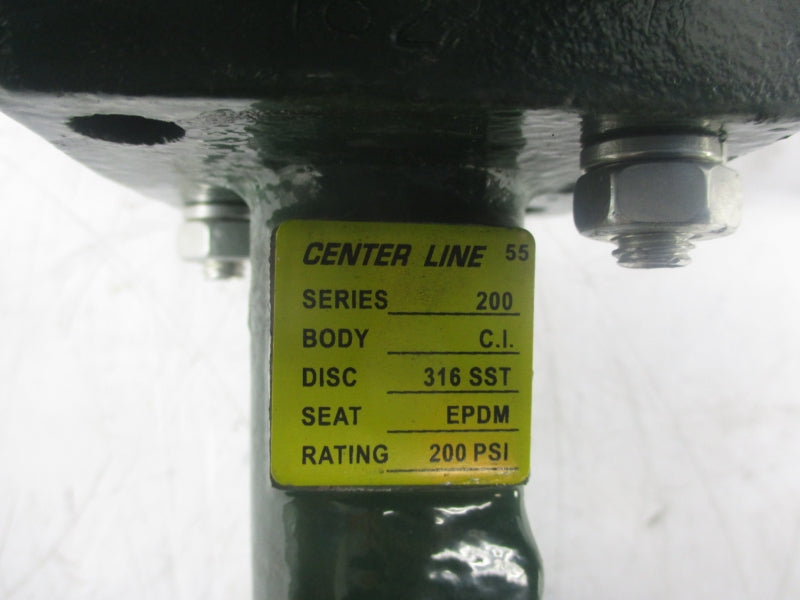 CENTER LINE 55
SERIES 200
BODY C.I.
DISC 316 SST
SEAT EPDM
RATING 200 PSI